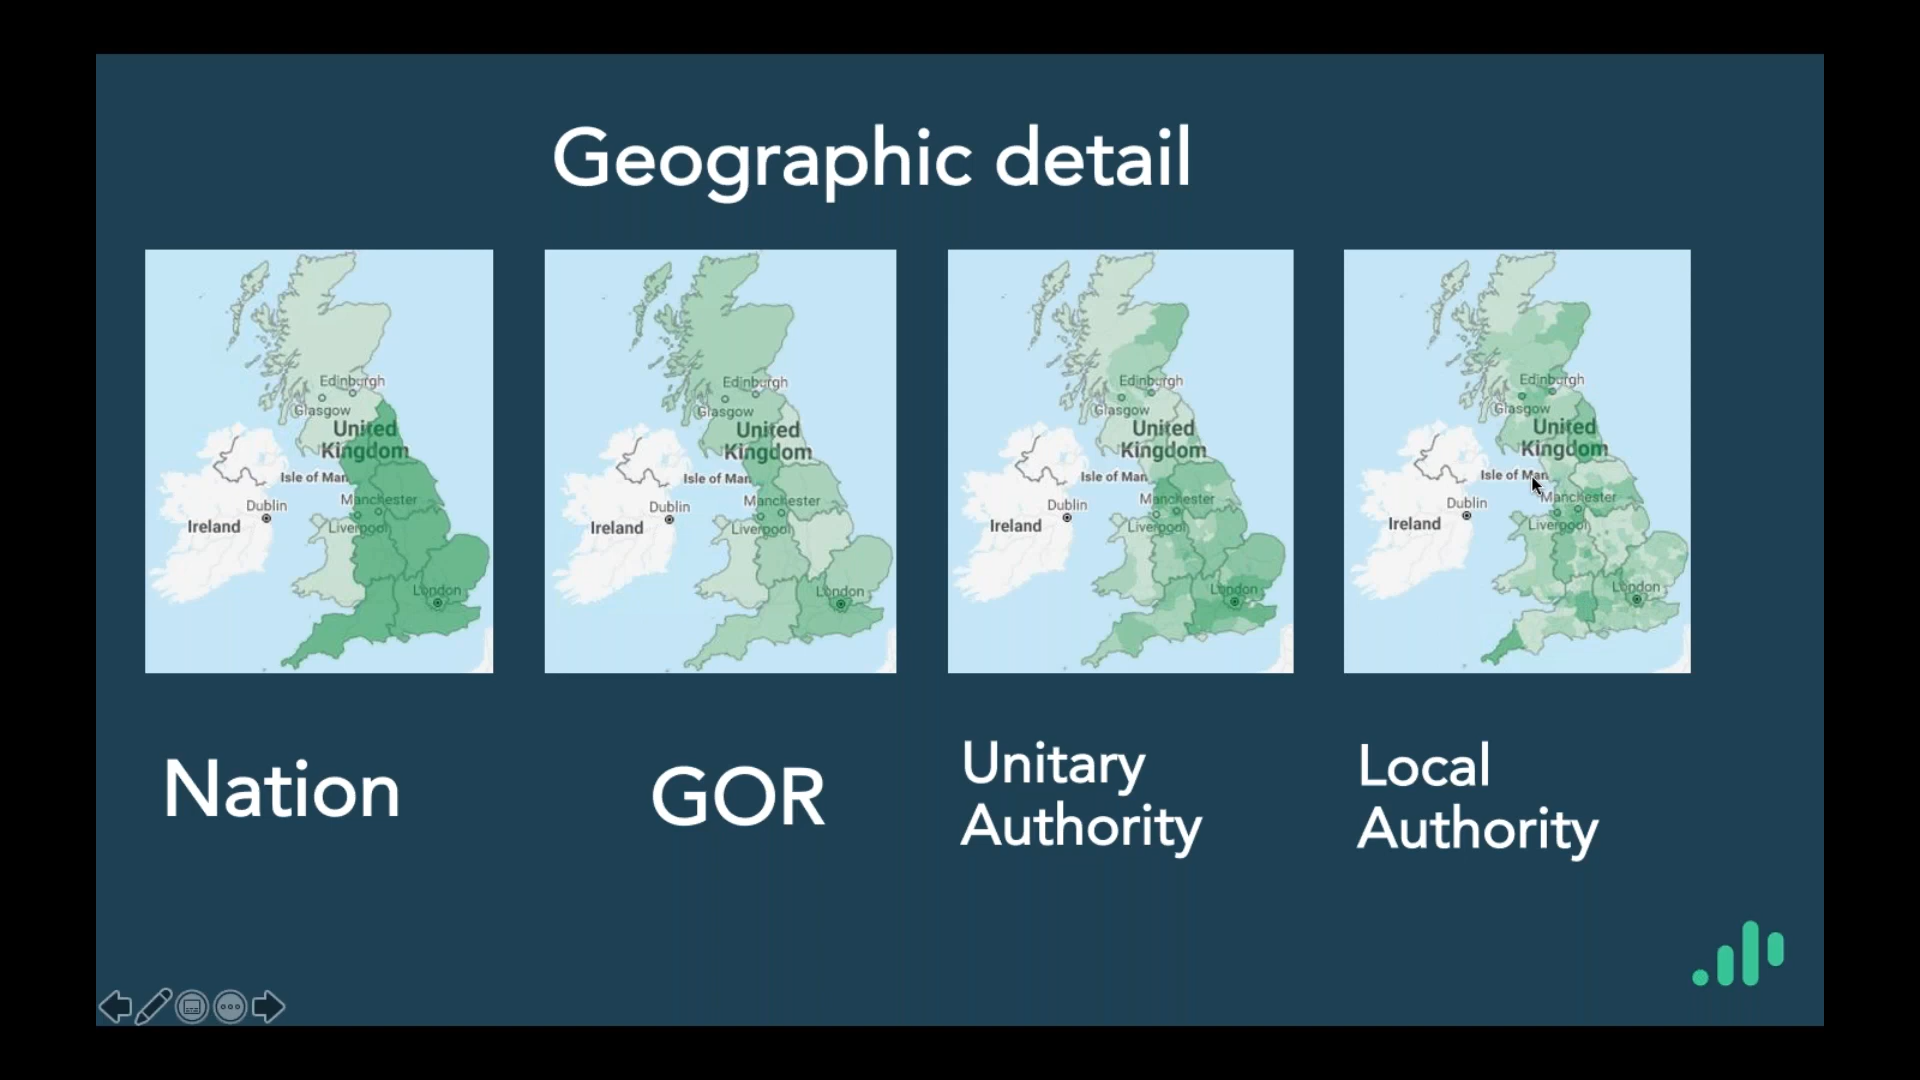 Geographic detail
Edinburgh
Glasgow
United
Kingdom
Isle of Man
Manchester
Dublin
Liverpool
Ireland
London
Edinburgh
Glasgow
United
Kingdom
Isle of Man
Manchester
Dublin
Liverpool
Ireland
London
Edinburgh
Glasgow
United
Kingdom
Isle of Man
Manchester
Dublin
Liverpool
Ireland
London
Edinburgh
Glasgow
United
Kingdom
Isle of Man
Manchester
Dublin
Liverpool
Ireland
London
Nation
GOR
Unitary
Authority
Local
Authority